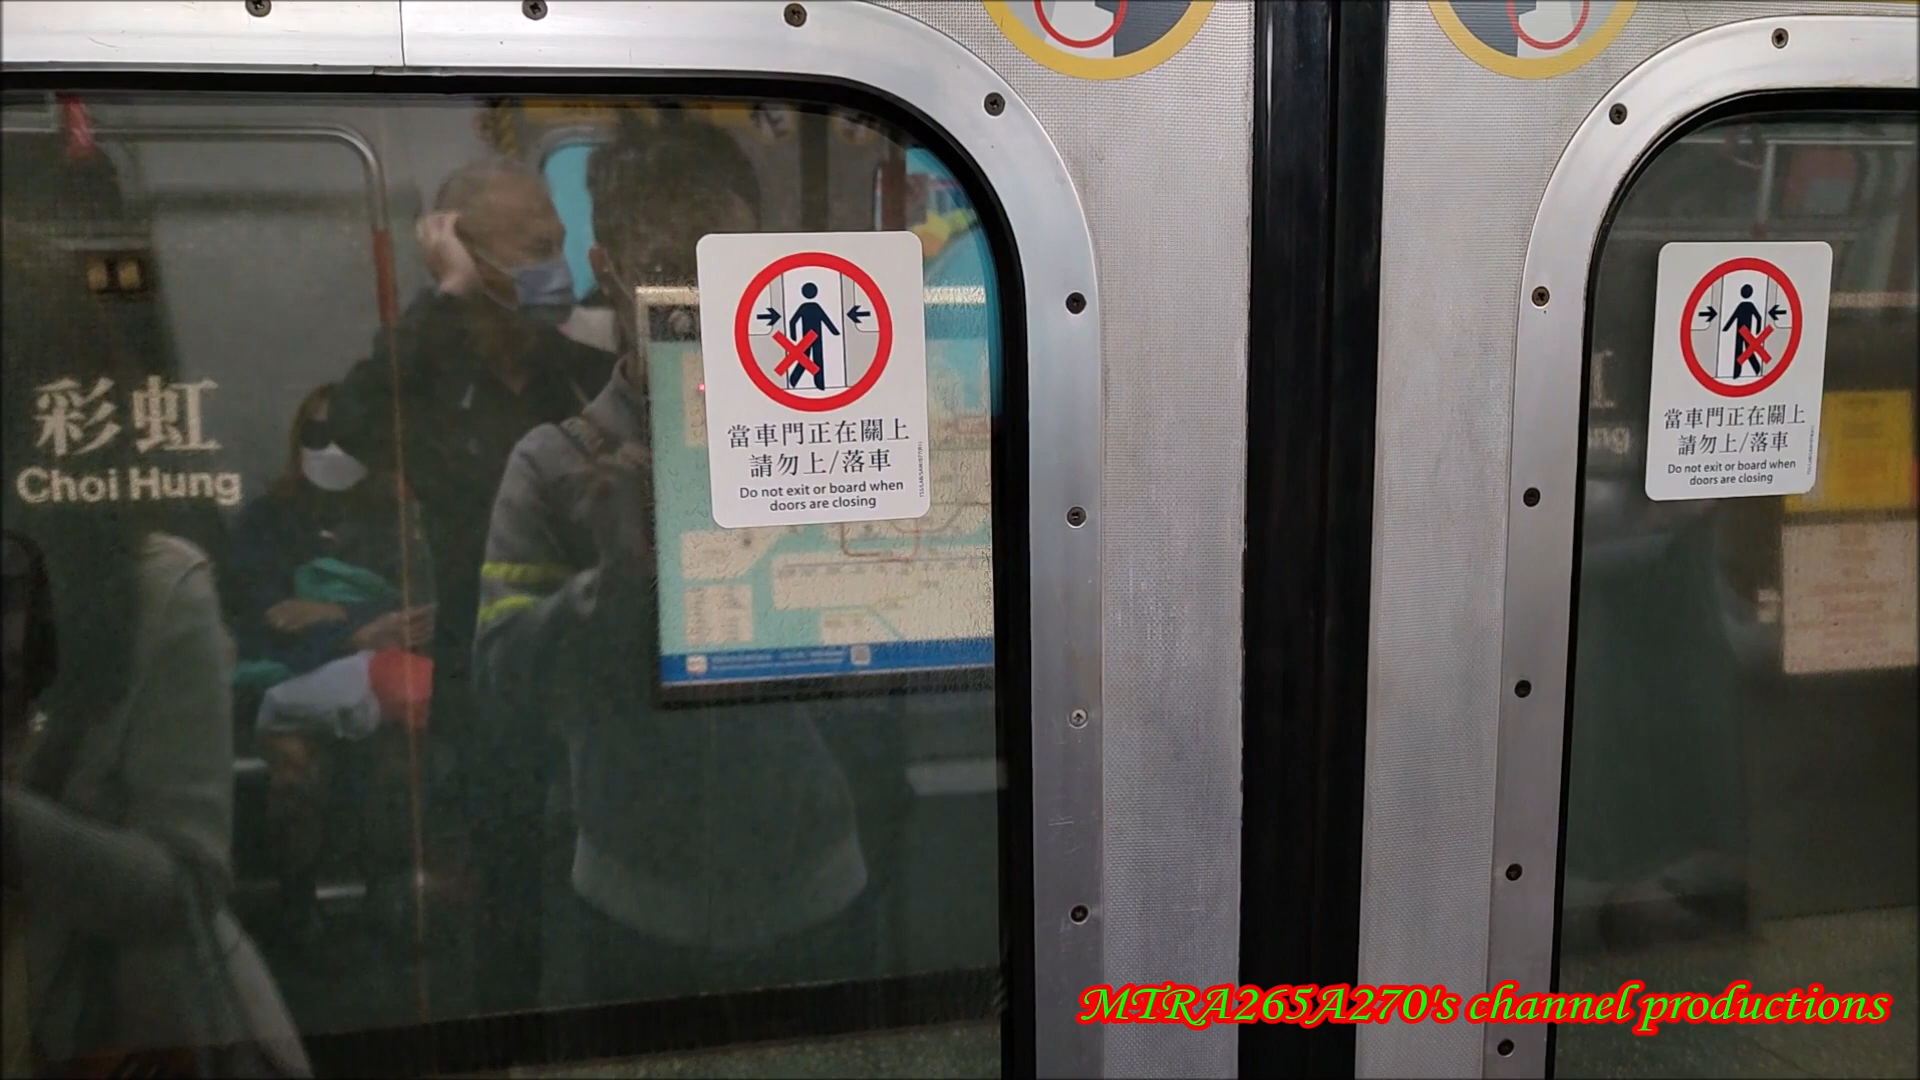 彩虹
Choi Hung
當車門正在關上
請勿上/落車
Do not exit or board when
doors are closing
當車門正在關上
請勿上/落車
Do not exit or board when
doors are closing
MTRA265A270's channel productions